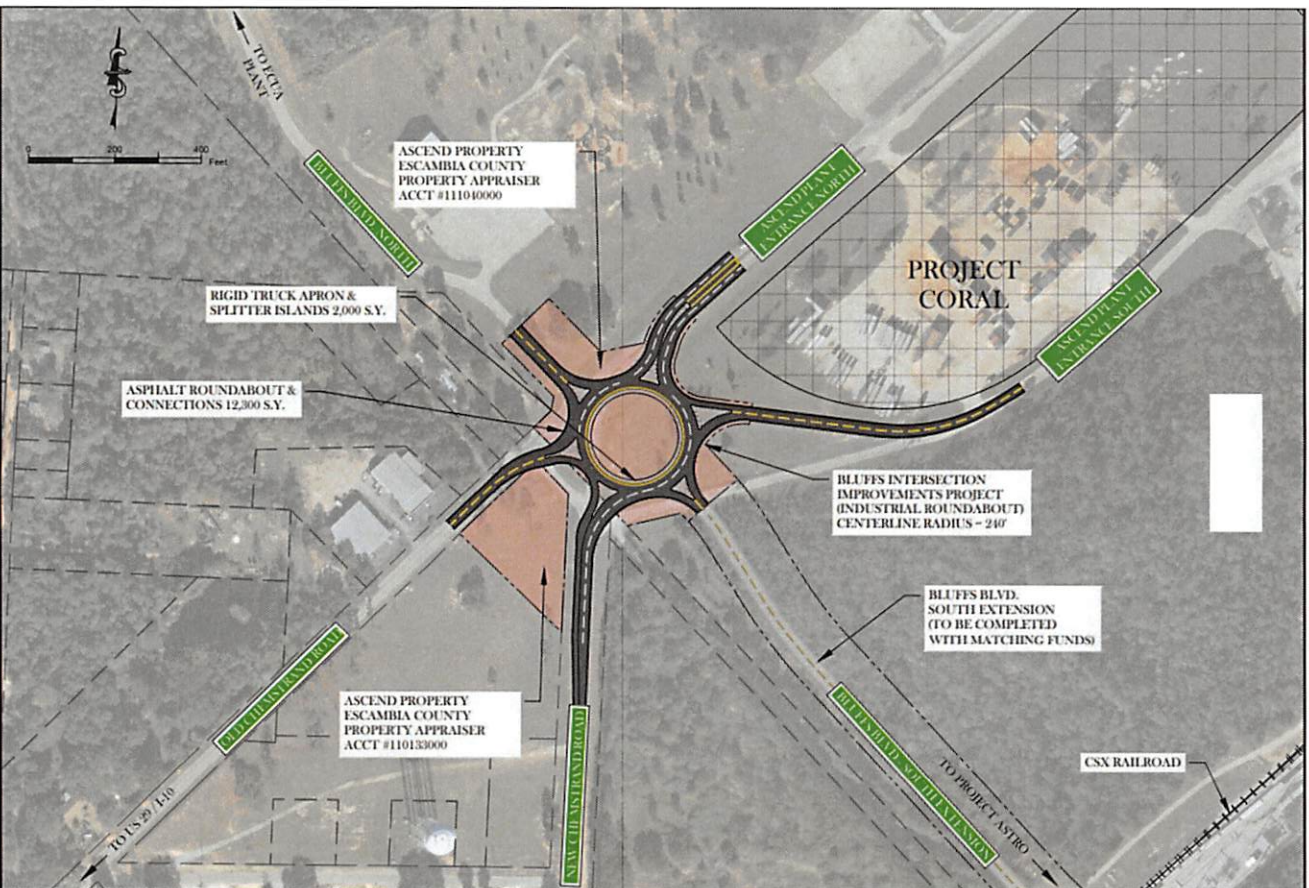 TO ECUA
PLANT
0 200 400
Feet
BLUFFS BLVD. NORTH
ASCEND PROPERTY
ESCAMBIA COUNTY
PROPERTY APPRAISER
ACCT #111040000
ASCEND PLANT
ENTRANCE NORTH
PROJECT
CORAL
ASCEND PLANT
ENTRANCE SOUTH
RIGID TRUCK APRON &
SPLITTER ISLANDS 2,000 S.Y.
ASPHALT ROUNDABOUT &
CONNECTIONS 12,300 S.Y.
BLUFFS INTERSECTION
IMPROVEMENTS PROJECT
(INDUSTRIAL ROUNDABOUT)
CENTERLINE RADIUS = 240'
BLUFFS BLVD.
SOUTH EXTENSION
(TO BE COMPLETED
WITH MATCHING FUNDS)
OLD CHEMSTRAND ROAD
ASCEND PROPERTY
ESCAMBIA COUNTY
PROPERTY APPRAISER
ACCT #110133000
NEW CHEMSTRAND ROAD
BLUFFS BLVD. SOUTH EXTENSION
TO PROJECT ASTRO
CSX RAILROAD
TO US 29 / I-10